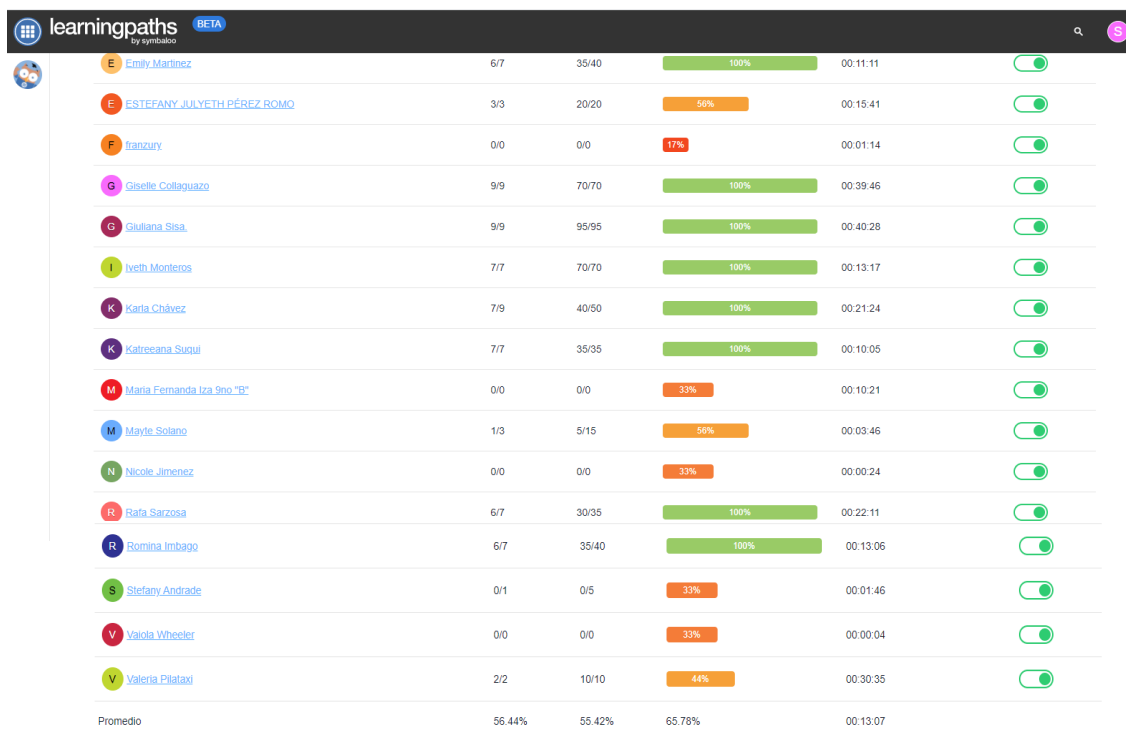 learningpaths BETA
by symbaloo
S
E Emily Martinez 6/7 35/40 100% 00:11:11
E ESTEFANY JULYETH PÉREZ ROMO 3/3 20/20 56% 00:15:41
F franzury 0/0 0/0 17% 00:01:14
G Giselle Collaguazo 9/9 70/70 100% 00:39:46
G Giuliana Sisa. 9/9 95/95 100% 00:40:28
I Iveth Monteros 7/7 70/70 100% 00:13:17
K Karla Chávez 7/9 40/50 100% 00:21:24
K Katreeana Suqui 7/7 35/35 100% 00:10:05
M Maria Fernanda Iza 9no "B" 0/0 0/0 33% 00:10:21
M Mayte Solano 1/3 5/15 56% 00:03:46
N Nicole Jimenez 0/0 0/0 33% 00:00:24
R Rafa Sarzosa 6/7 30/35 100% 00:22:11
R Romina Imbago 6/7 35/40 100% 00:13:06
S Stefany Andrade 0/1 0/5 33% 00:01:46
V Vaiola Wheeler 0/0 0/0 33% 00:00:04
V Valeria Pilataxi 2/2 10/10 44% 00:30:35
Promedio 56.44% 55.42% 65.78% 00:13:07